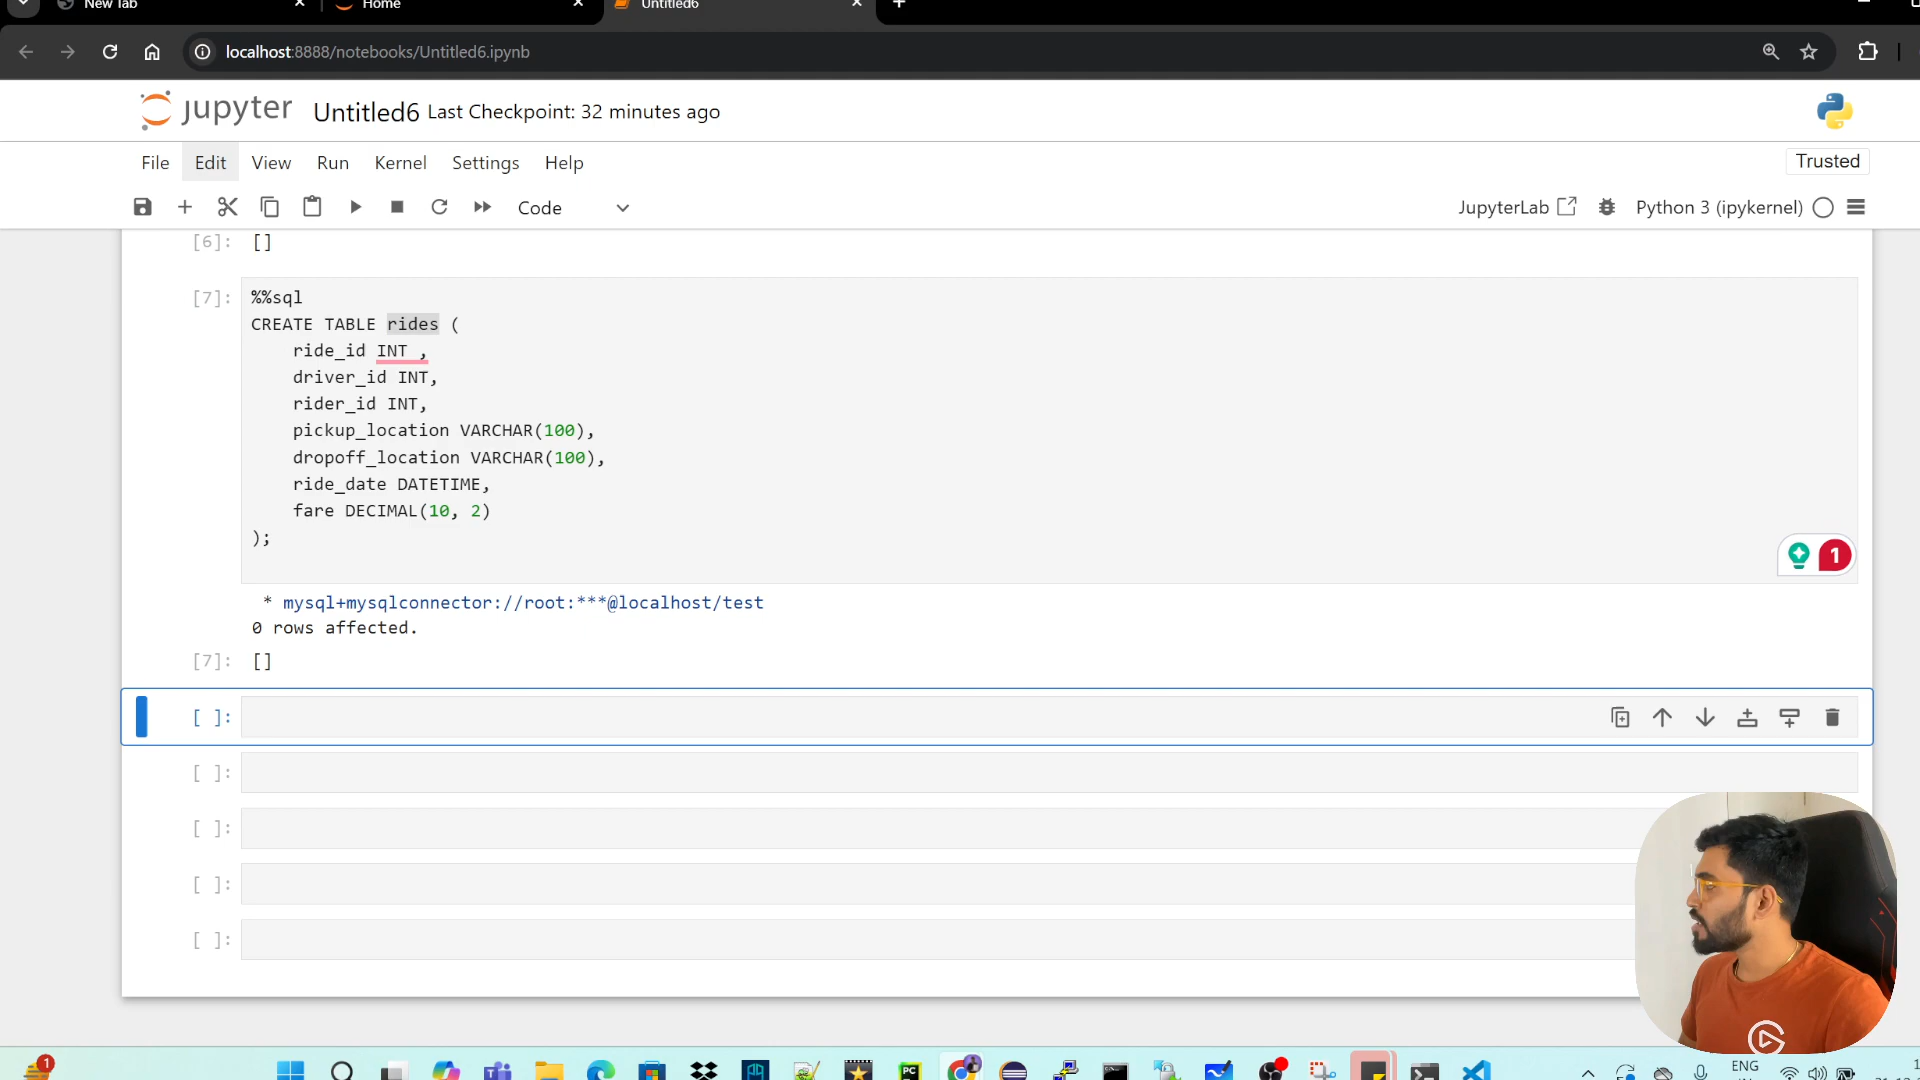 New Tab
Home
Untitled6
localhost:8888/notebooks/Untitled6.ipynb
jupyter
Untitled6 Last Checkpoint: 32 minutes ago
File Edit View Run Kernel Settings Help
Trusted
Code
JupyterLab
Python 3 (ipykernel)
[6]: []
[7]: %%sql
CREATE TABLE rides (
ride_id INT ,
driver_id INT,
rider_id INT,
pickup_location VARCHAR(100),
dropoff_location VARCHAR(100),
ride_date DATETIME,
fare DECIMAL(10, 2)
);
1
* mysql+mysqlconnector://root:***@localhost/test
0 rows affected.
[7]: []
[ ]:
[ ]:
[ ]:
[ ]:
[ ]:
1
PC
ENG